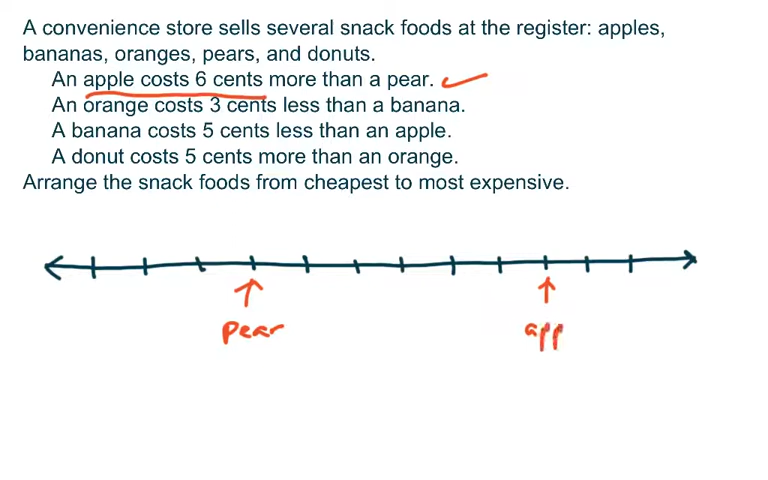 A convenience store sells several snack foods at the register: apples,
bananas, oranges, pears, and donuts.
An apple costs 6 cents more than a pear.
An orange costs 3 cents less than a banana.
A banana costs 5 cents less than an apple.
A donut costs 5 cents more than an orange.
Arrange the snack foods from cheapest to most expensive.
pear app